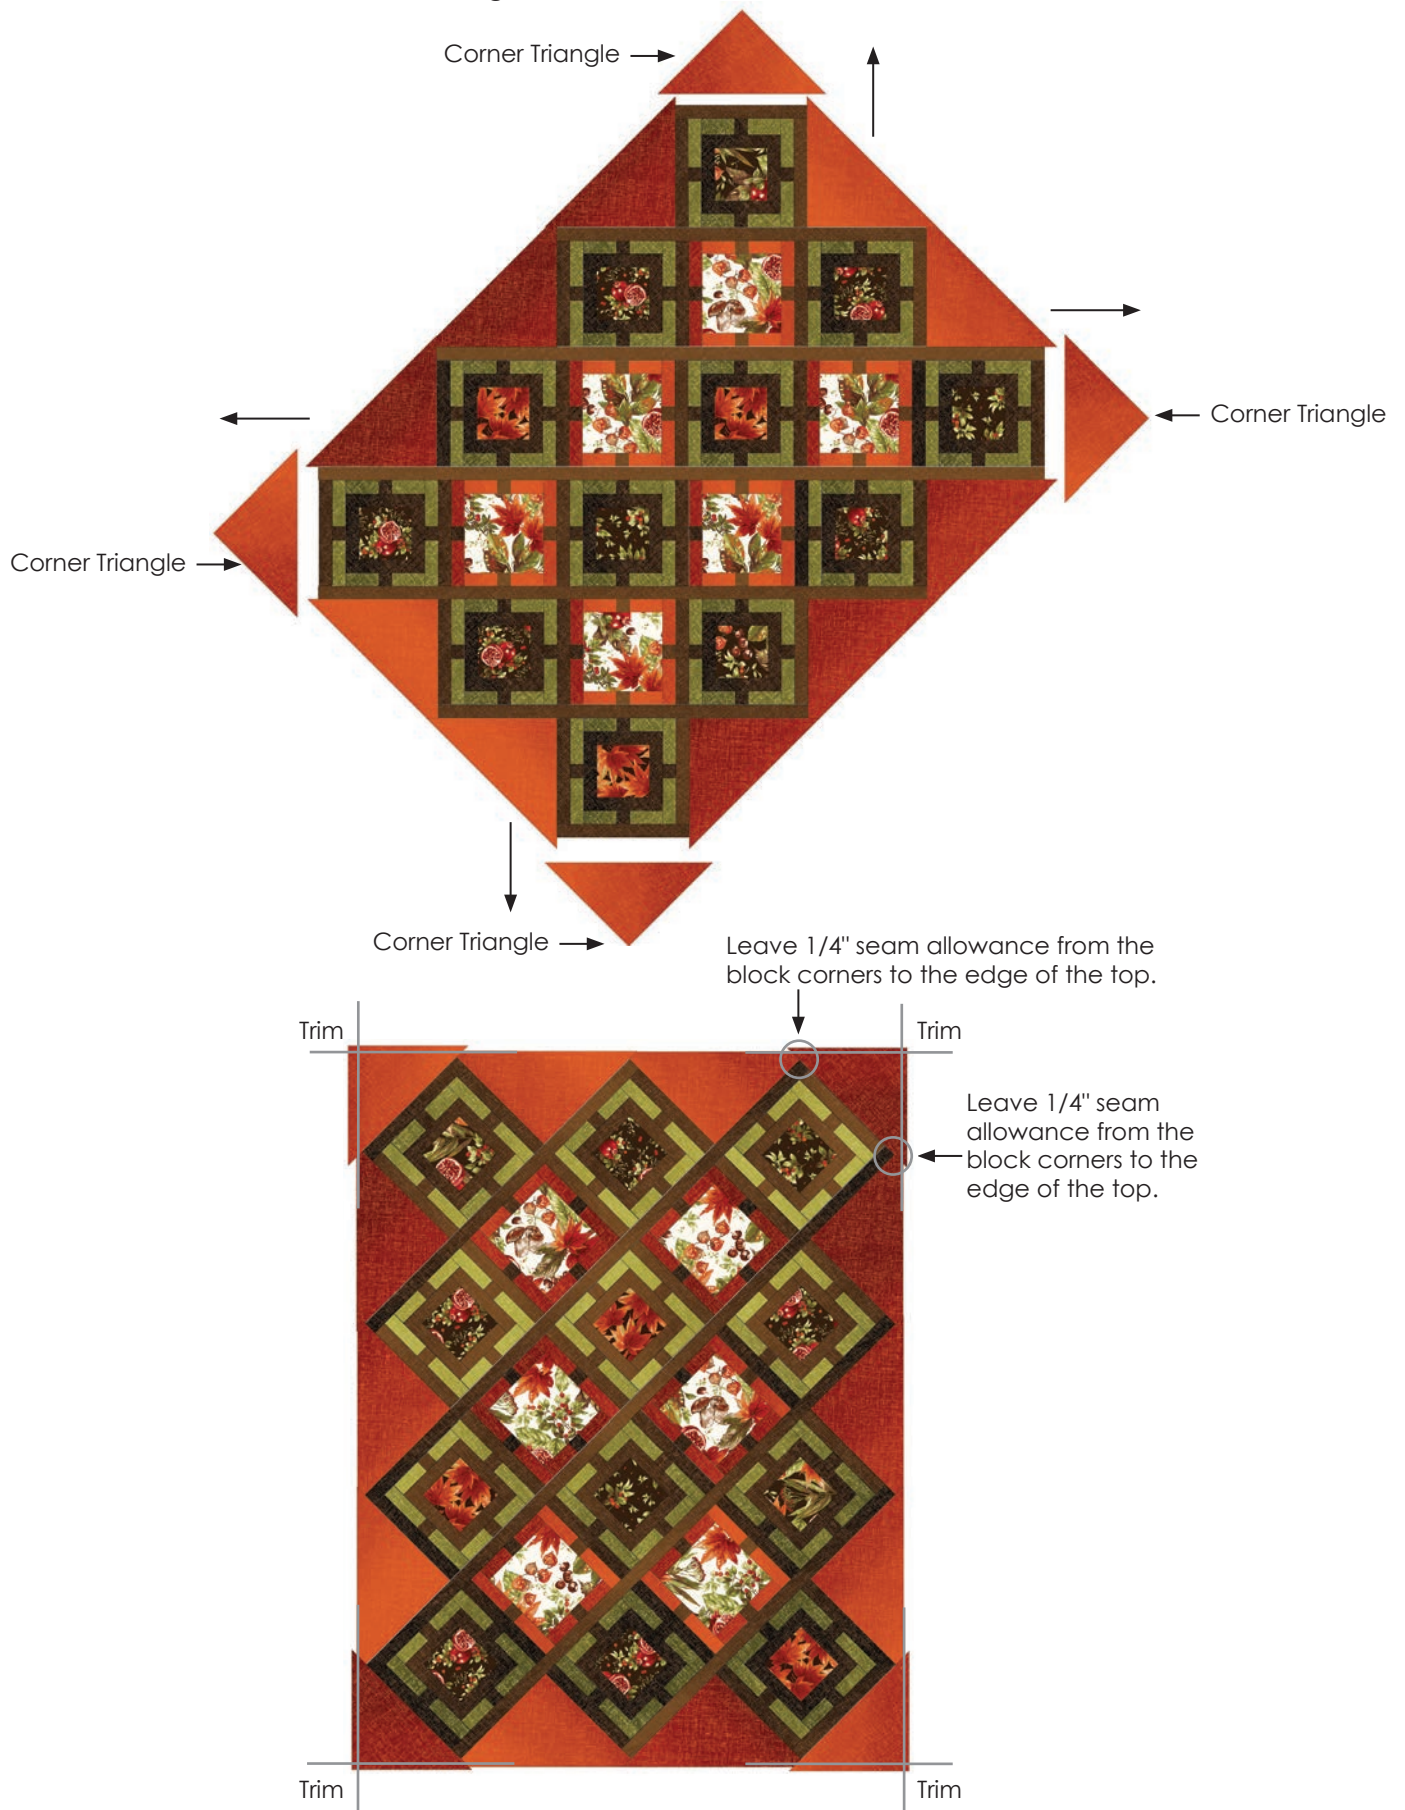 Corner Triangle
Corner Triangle
Corner Triangle
Corner Triangle
Leave 1/4" seam allowance from the
block corners to the edge of the top.
Trim
Trim
Leave 1/4" seam
allowance from the
block corners to the
edge of the top.
Trim
Trim